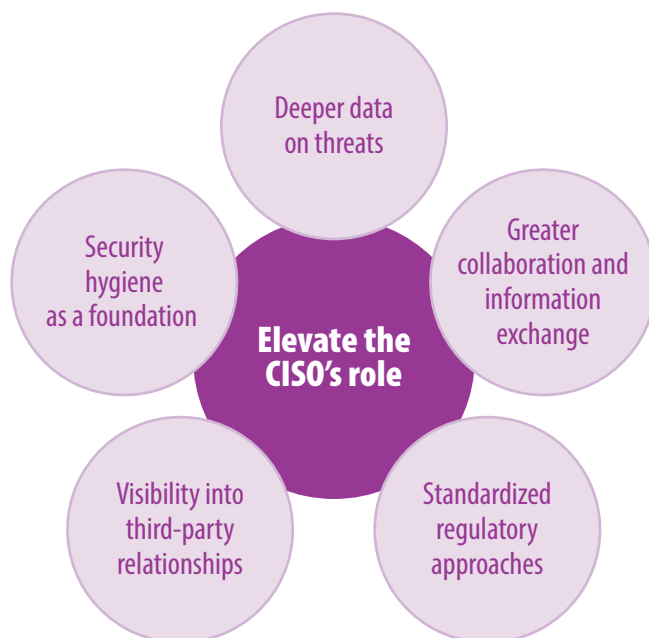 Deeper data
on threats
Greater
collaboration and
information
exchange
Standardized
regulatory
approaches
Visibility into
third-party
relationships
Security
hygiene
as a foundation
Elevate the
CISO's role